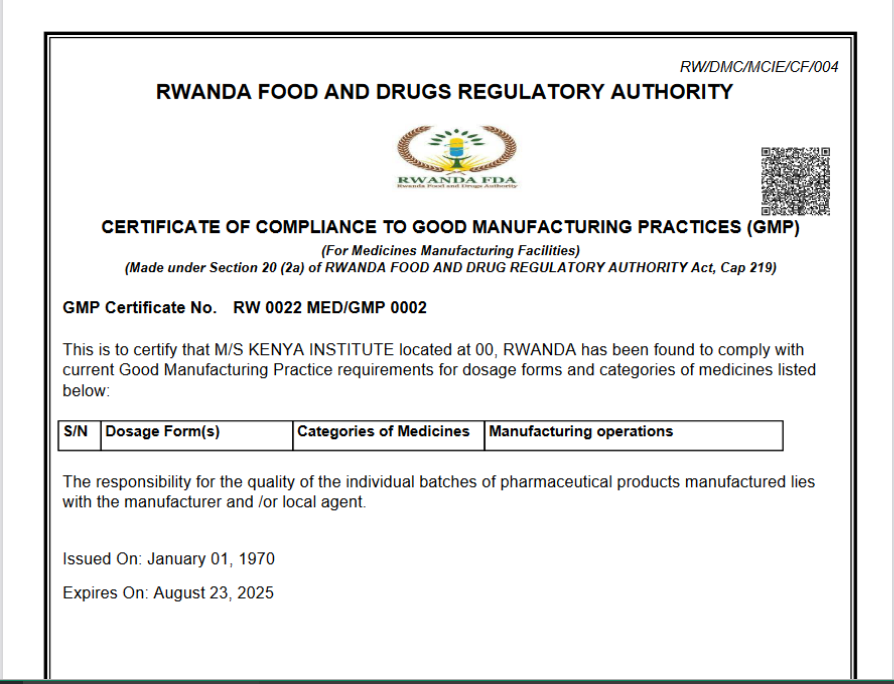 RW/DMC/MCIE/CF/004
RWANDA FOOD AND DRUGS REGULATORY AUTHORITY
RWANDA FDA
Rwanda Food and Drugs Authority
CERTIFICATE OF COMPLIANCE TO GOOD MANUFACTURING PRACTICES (GMP)
(For Medicines Manufacturing Facilities)
(Made under Section 20 (2a) of RWANDA FOOD AND DRUG REGULATORY AUTHORITY Act, Cap 219)
GMP Certificate No. RW 0022 MED/GMP 0002
This is to certify that M/S KENYA INSTITUTE located at 00, RWANDA has been found to comply with
current Good Manufacturing Practice requirements for dosage forms and categories of medicines listed
below:
S/N Dosage Form(s) Categories of Medicines Manufacturing operations
The responsibility for the quality of the individual batches of pharmaceutical products manufactured lies
with the manufacturer and /or local agent.
Issued On: January 01, 1970
Expires On: August 23, 2025